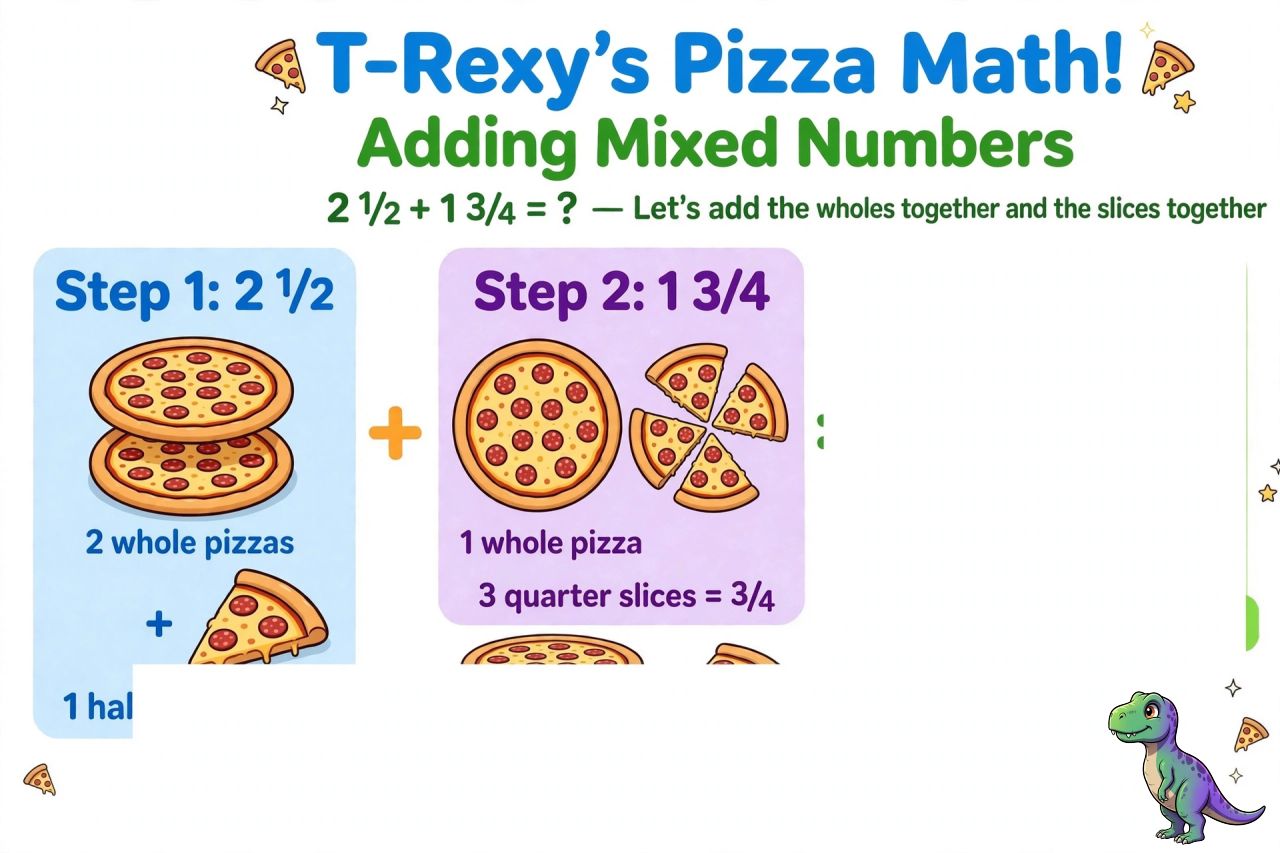 T-Rexy's Pizza Math!
Adding Mixed Numbers
2 1/2 + 1 3/4 = ? — Let's add the wholes together and the slices together
Step 1: 2 1/2
2 whole pizzas
+
1
+
Step 2: 1 3/4
1 whole pizza
3 quarter slices = 3/4